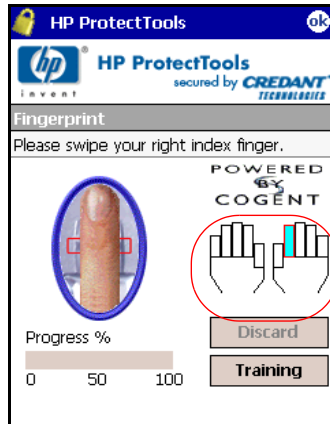 HP ProtectTools
ok
hp
invent
HP ProtectTools
secured by CREDANT
TECHNOLOGIES
Fingerprint
Please swipe your right index finger.
POWERED
BY
COGENT
Progress %
0 50 100
Discard
Training